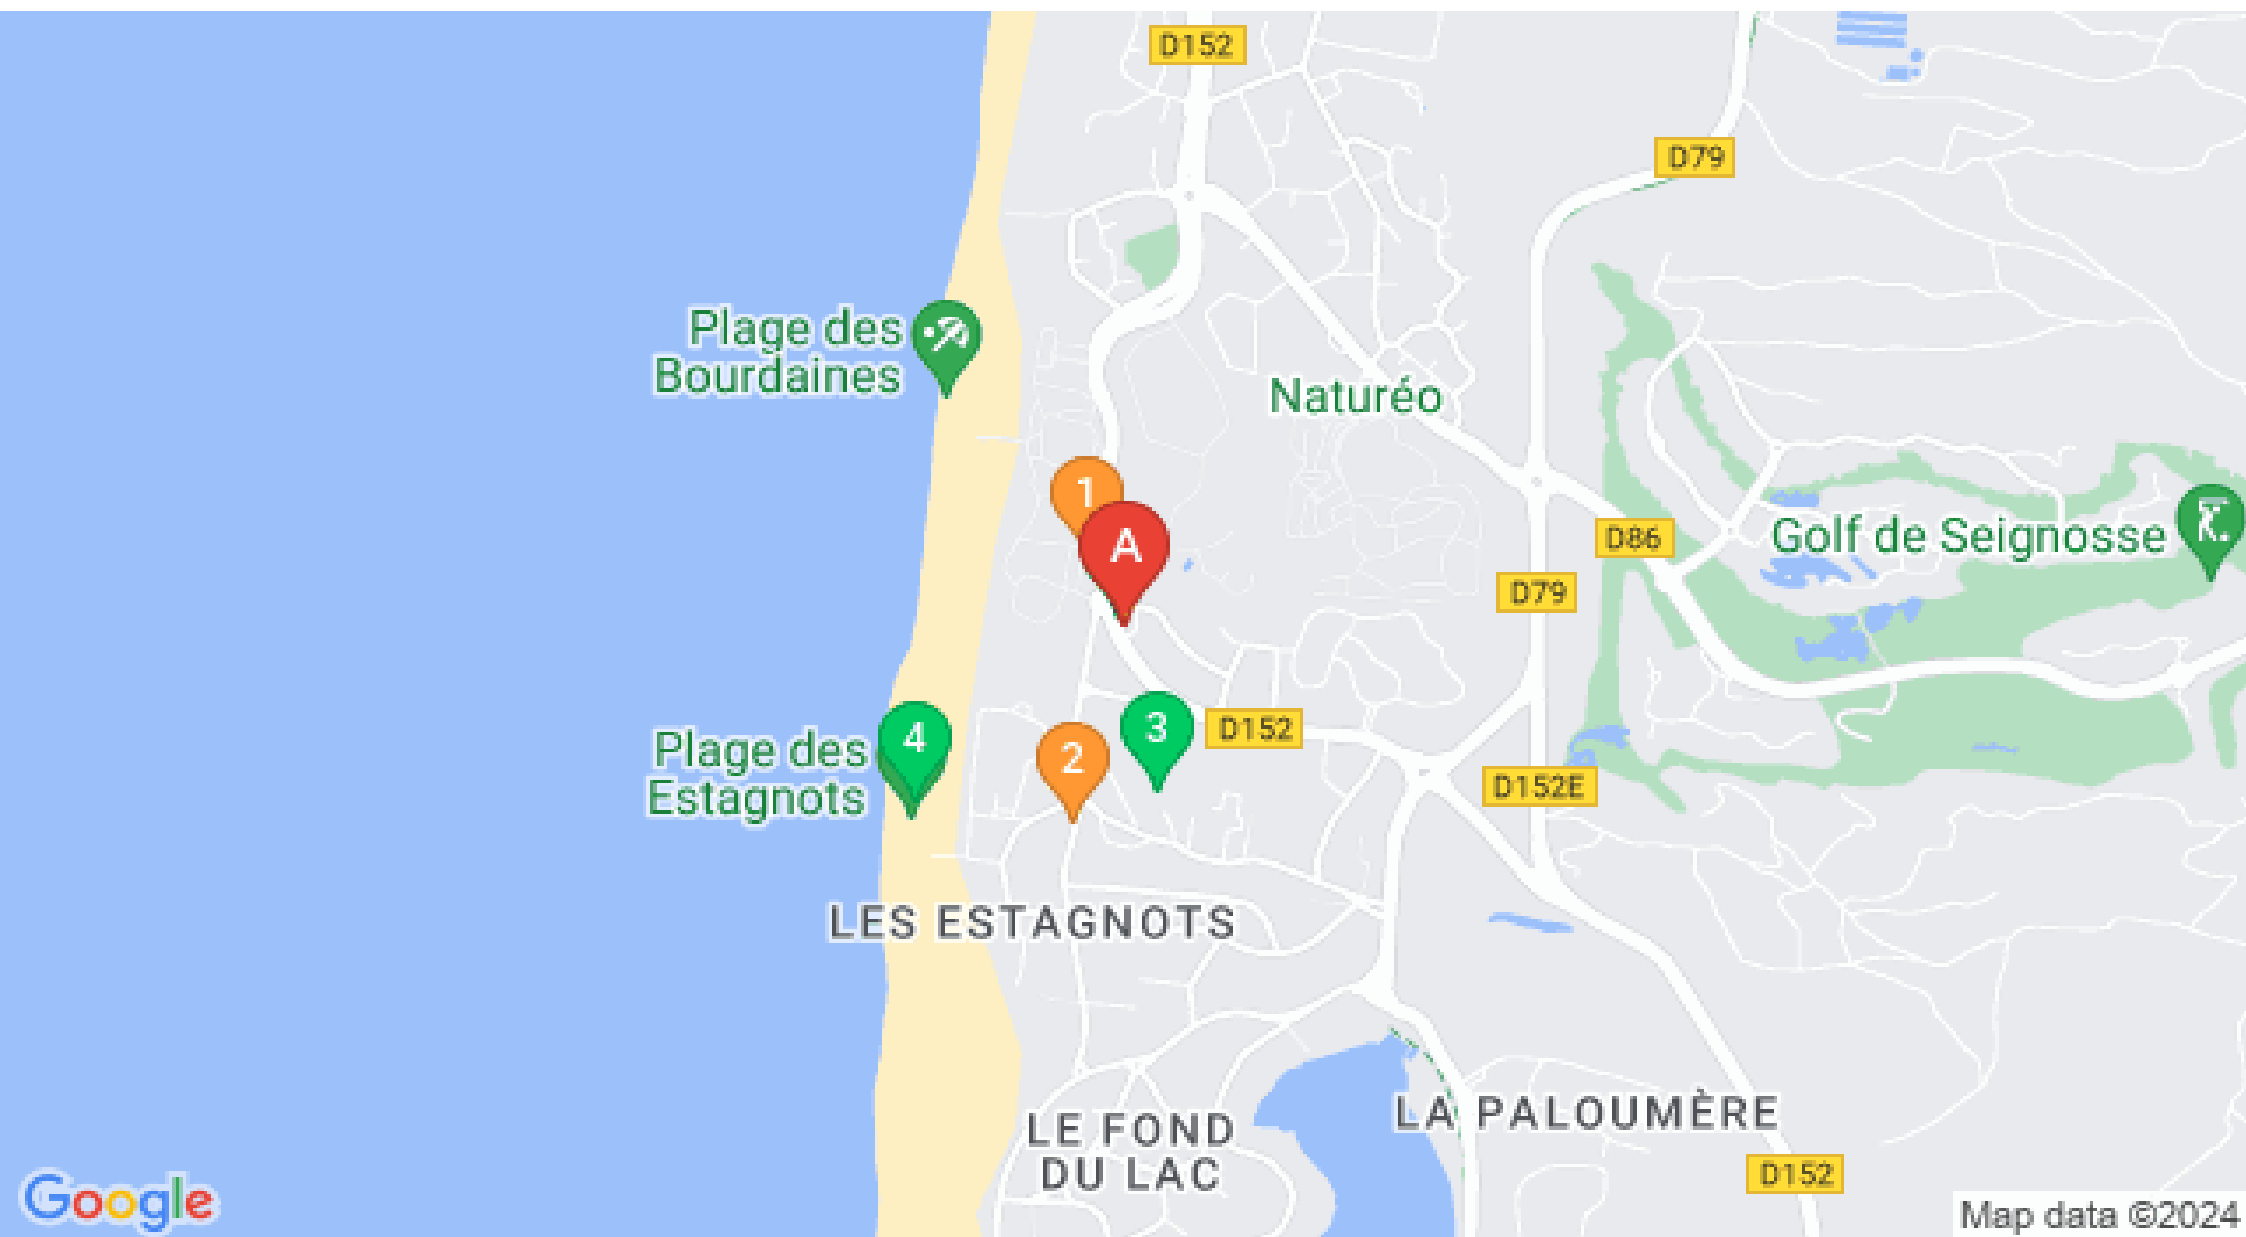 D152
D79
Plage des
Bourdaines
Naturéo
1
A
D86
Golf de Seignosse
D79
4
3
D152
Plage des
Estagnots
2
D152E
LES ESTAGNOTS
LA PALOUMÈRE
LE FOND
DU LAC
D152
Google
Map data ©2024